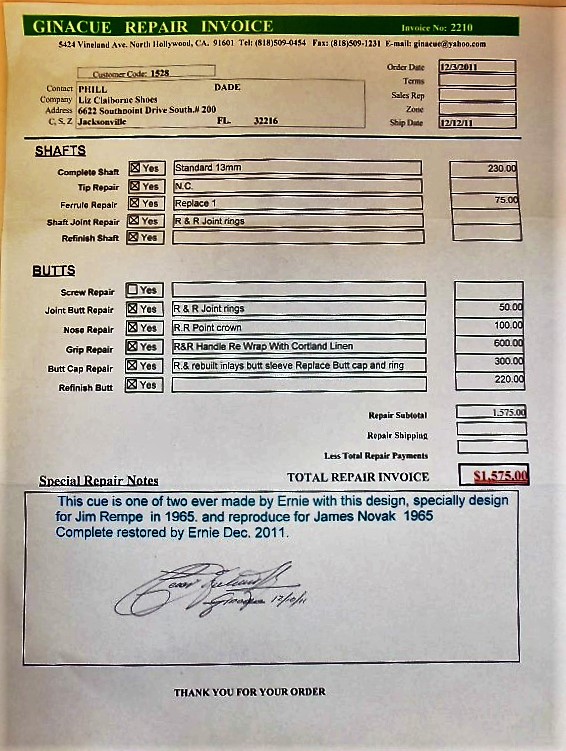 GINACUE REPAIR INVOICE Invoice No: 2210
5424 Vineland Ave. North Hollywood, CA. 91601 Tel: (818)509-0454 Fax: (818)509-1231 E-mail: ginacue@yahoo.com
Customer Code: 1528
Order Date 12/3/2011
Terms
Sales Rep
Zone
Ship Date 12/12/11
Contact PHILL DADE
Company Liz Claiborne Shoes
Address 6622 Southpoint Drive South.# 200
C, S, Z Jacksonville FL. 32216
SHAFTS
Complete Shaft Yes Standard 13mm 230.00
Tip Repair Yes N.C.
Ferrule Repair Yes Replace 1 75.00
Shaft Joint Repair Yes R & R Joint rings
Refinish Shaft Yes
BUTTS
Screw Repair Yes
Joint Butt Repair Yes R & R Joint rings 50.00
Nose Repair Yes R.R Point crown 100.00
Grip Repair Yes R&R Handle Re Wrap With Cortland Linen 600.00
Butt Cap Repair Yes R.& rebuilt inlays butt sleeve Replace Butt cap and ring 300.00
Refinish Butt Yes 220.00
Repair Subtotal 1,575.00
Repair Shipping
Less Total Repair Payments
TOTAL REPAIR INVOICE $1,575.00
Special Repair Notes
This cue is one of two ever made by Ernie with this design, specially design
for Jim Rempe in 1965. and reproduce for James Novak 1965
Complete restored by Ernie Dec. 2011.
THANK YOU FOR YOUR ORDER